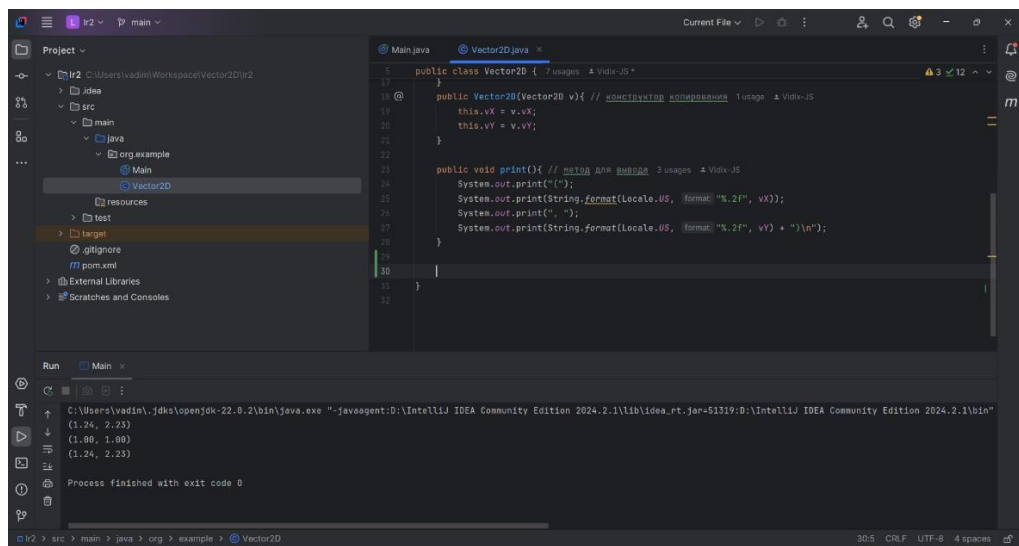 lr2
main
Current File
Project
Main.java
Vector2D.java
lr2 C:\Users\vadim\Workspace\Vector2D\lr2
.idea
src
main
java
org.example
Main
Vector2D
resources
test
target
.gitignore
pom.xml
External Libraries
Scratches and Consoles
5 public class Vector2D { 7 usages Vidix-JS *
3 12
17 }
18 public Vector2D(Vector2D v){ // конструктор копирования 1 usage Vidix-JS
19 this.vX = v.vX;
20 this.vY = v.vY;
21 }
22
23 public void print(){ // метод для вывода 3 usages Vidix-JS
24 System.out.print("(");
25 System.out.print(String.format(Locale.US, format: "%.2f", vX));
26 System.out.print(", ");
27 System.out.print(String.format(Locale.US, format: "%.2f", vY) + ")\n");
28 }
29
30
31 }
32
Run Main
C:\Users\vadim\.jdks\openjdk-22.0.2\bin\java.exe "-javaagent:D:\IntelliJ IDEA Community Edition 2024.2.1\lib\idea_rt.jar=51319:D:\IntelliJ IDEA Community Edition 2024.2.1\bin"
(1.24, 2.23)
(1.00, 1.00)
(1.24, 2.23)
Process finished with exit code 0
lr2 > src > main > java > org > example > Vector2D
30:5 CRLF UTF-8 4 spaces